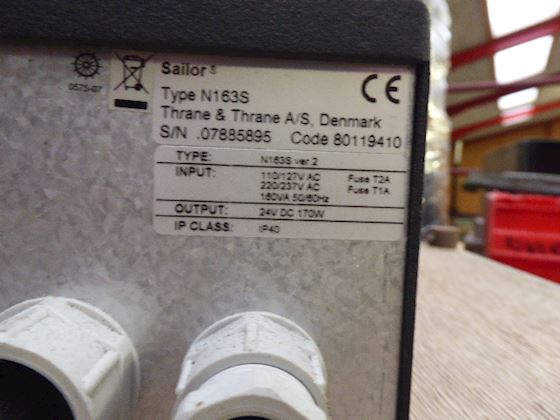 0575-07
Sailor®
Type N163S
Thrane & Thrane A/S, Denmark
S/N .07885895 Code 80119410
TYPE: N163S ver.2
INPUT: 110/127V AC Fuse T2A
220/237V AC Fuse T1A
160VA 50/60Hz
OUTPUT: 24V DC 170W
IP CLASS: IP40
CE